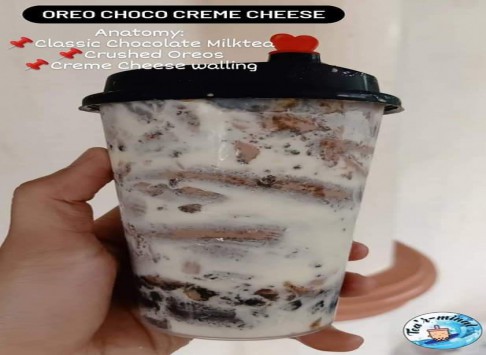 OREO CHOCO CREME CHEESE
Anatomy:
📌Classic Chocolate Milktea
📌Crushed Oreos
📌Creme Cheese walling